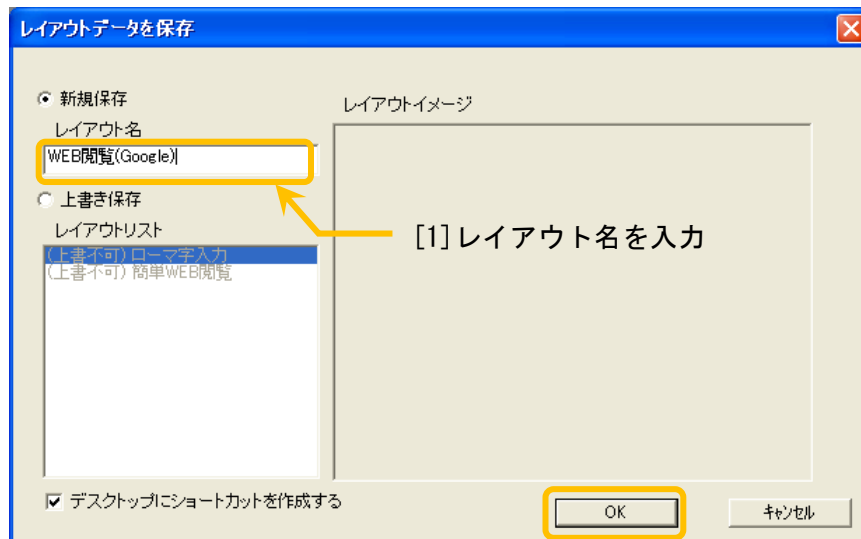 レイアウトデータを保存
新規保存
レイアウト名
WEB閲覧(Google)
上書き保存
レイアウトリスト
(上書不可) ローマ字入力
(上書不可) 簡単WEB閲覧
デスクトップにショートカットを作成する
レイアウトイメージ
[1]レイアウト名を入力
OK
キャンセル